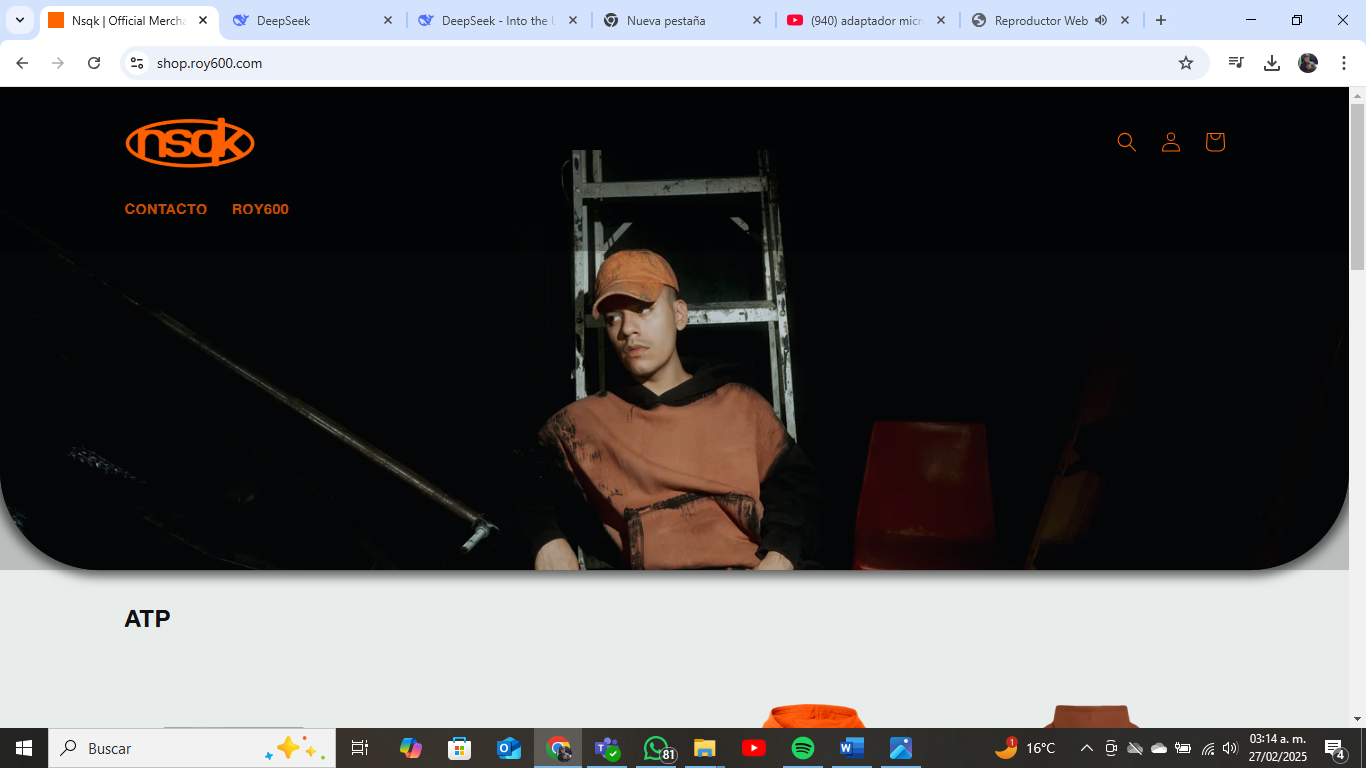 Nsqk | Official Mercha
DeepSeek
DeepSeek - Into the U
Nueva pestaña
(940) adaptador micr
Reproductor Web
shop.roy600.com
nsqk
CONTACTO ROY600
ATP
Buscar
81
1
16°C
03:14 a. m.
27/02/2025
4